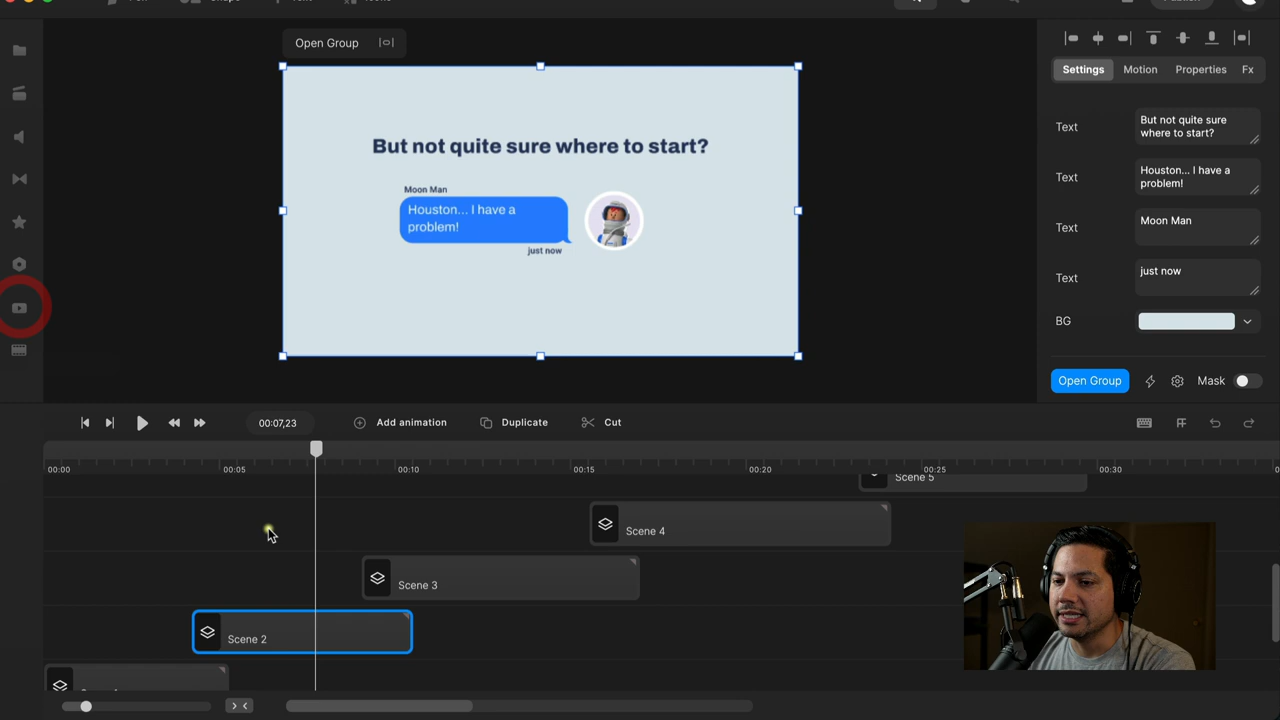 Open Group
Settings
Motion
Properties
Fx
But not quite sure where to start?
Moon Man
Houston... I have a
problem!
just now
Text
But not quite sure
where to start?
Text
Houston... I have a
problem!
Text
Moon Man
Text
just now
BG
Open Group
Mask
00:07,23
Add animation
Duplicate
Cut
00:00
00:05
00:10
00:15
00:20
00:25
00:30
Scene 5
Scene 4
Scene 3
Scene 2